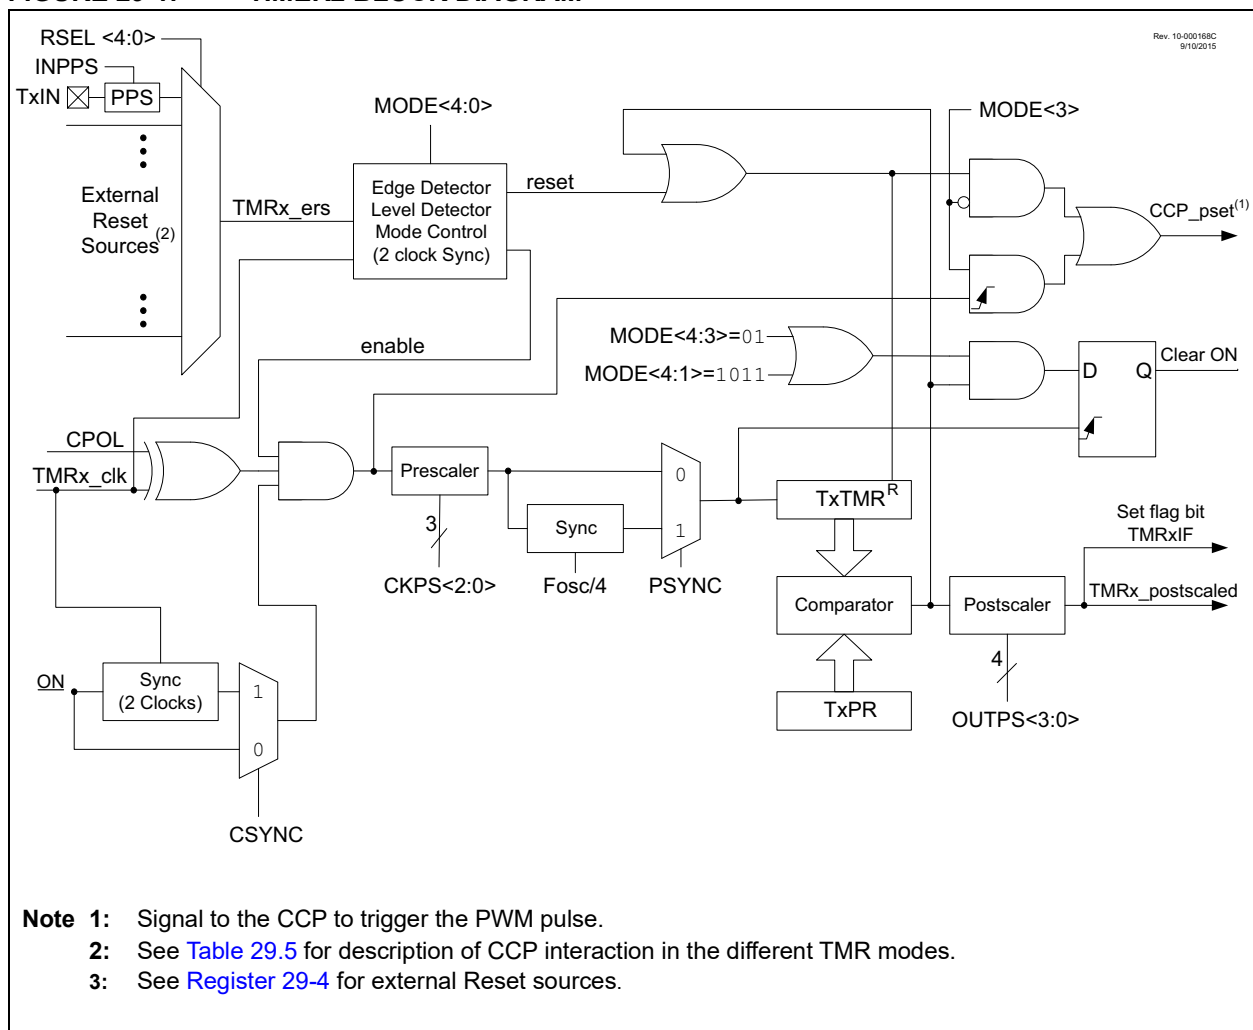 RSEL <4:0>
Rev. 10-000168C
9/10/2015
INPPS
TxIN
PPS
MODE<4:0>
MODE<3>
External
Reset
Sources(2)
TMRx_ers
Edge Detector
Level Detector
Mode Control
(2 clock Sync)
reset
CCP_pset(1)
enable
MODE<4:3>=01
MODE<4:1>=1011
D
Q
Clear ON
CPOL
TMRx_clk
Prescaler
3
CKPS<2:0>
Sync
Fosc/4
0
1
PSYNC
TxTMR
R
Set flag bit
TMRxIF
Comparator
Postscaler
TMRx_postscaled
4
OUTPS<3:0>
TxPR
ON
Sync
(2 Clocks)
1
0
CSYNC
Note 1: Signal to the CCP to trigger the PWM pulse.
2: See Table 29.5 for description of CCP interaction in the different TMR modes.
3: See Register 29-4 for external Reset sources.